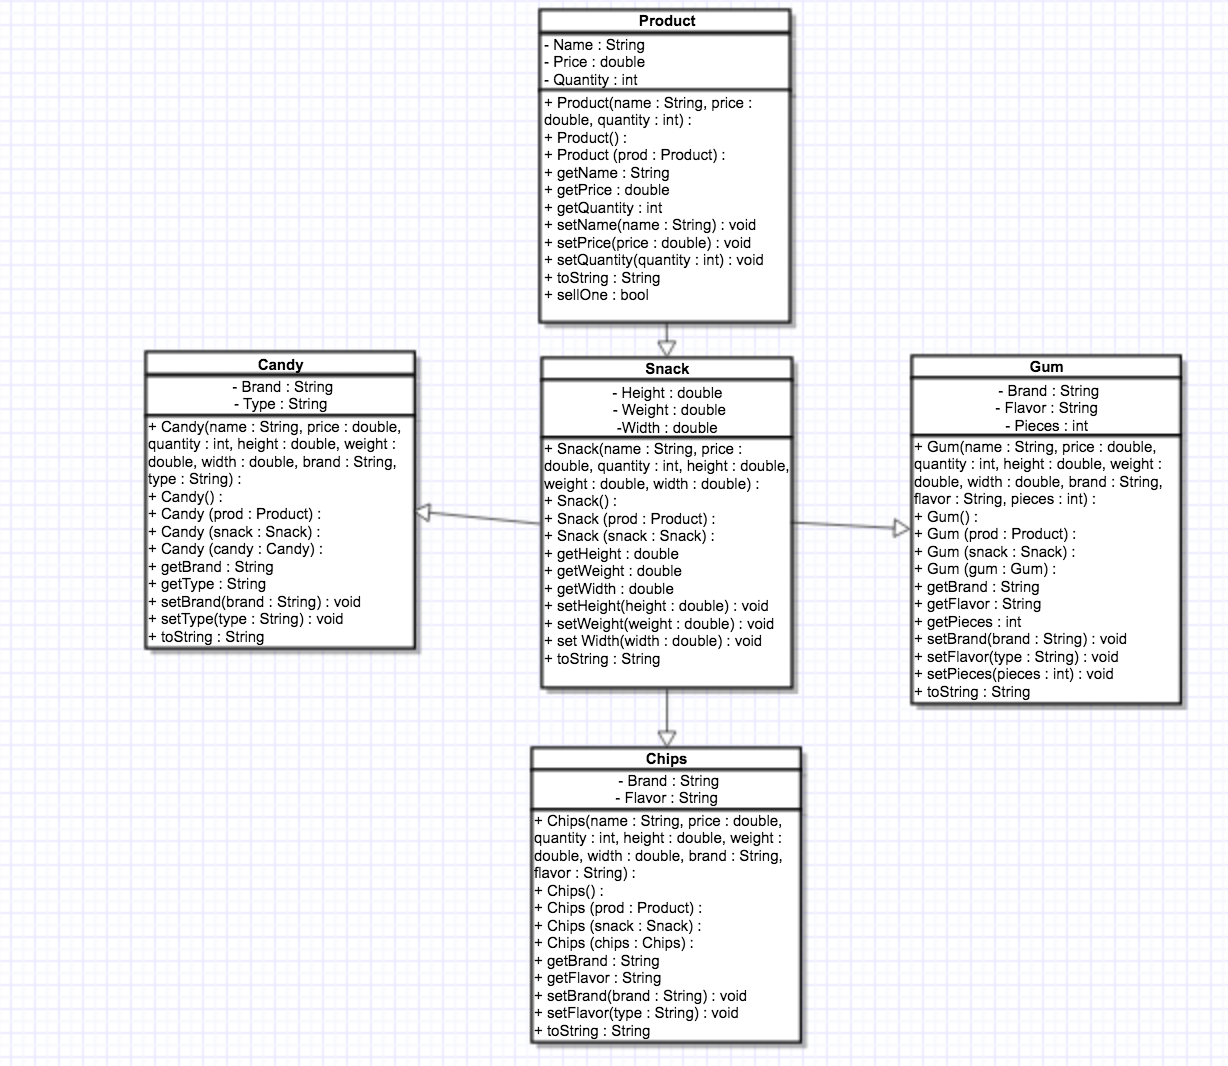 Product
- Name : String
- Price : double
- Quantity : int
+ Product(name : String, price :
double, quantity : int) :
+ Product() :
+ Product (prod : Product) :
+ getName : String
+ getPrice : double
+ getQuantity : int
+ setName(name : String) : void
+ setPrice(price : double) : void
+ setQuantity(quantity : int) : void
+ toString : String
+ sellOne : bool
Candy
- Brand : String
- Type : String
+ Candy(name : String, price : double,
quantity : int, height : double, weight :
double, width : double, brand : String,
type : String) :
+ Candy() :
+ Candy (prod : Product) :
+ Candy (snack : Snack) :
+ Candy (candy : Candy) :
+ getBrand : String
+ getType : String
+ setBrand(brand : String) : void
+ setType(type : String) : void
+ toString : String
Snack
- Height : double
- Weight : double
-Width : double
+ Snack(name : String, price :
double, quantity : int, height : double,
weight : double, width : double) :
+ Snack() :
+ Snack (prod : Product) :
+ Snack (snack : Snack) :
+ getHeight : double
+ getWeight : double
+ getWidth : double
+ setHeight(height : double) : void
+ setWeight(weight : double) : void
+ set Width(width : double) : void
+ toString : String
Gum
- Brand : String
- Flavor : String
- Pieces : int
+ Gum(name : String, price : double,
quantity : int, height : double, weight :
double, width : double, brand : String,
flavor : String, pieces : int) :
+ Gum() :
+ Gum (prod : Product) :
+ Gum (snack : Snack) :
+ Gum (gum : Gum) :
+ getBrand : String
+ getFlavor : String
+ getPieces : int
+ setBrand(brand : String) : void
+ setFlavor(type : String) : void
+ setPieces(pieces : int) : void
+ toString : String
Chips
- Brand : String
- Flavor : String
+ Chips(name : String, price : double,
quantity : int, height : double, weight :
double, width : double, brand : String,
flavor : String) :
+ Chips() :
+ Chips (prod : Product) :
+ Chips (snack : Snack) :
+ Chips (chips : Chips) :
+ getBrand : String
+ getFlavor : String
+ setBrand(brand : String) : void
+ setFlavor(type : String) : void
+ toString : String